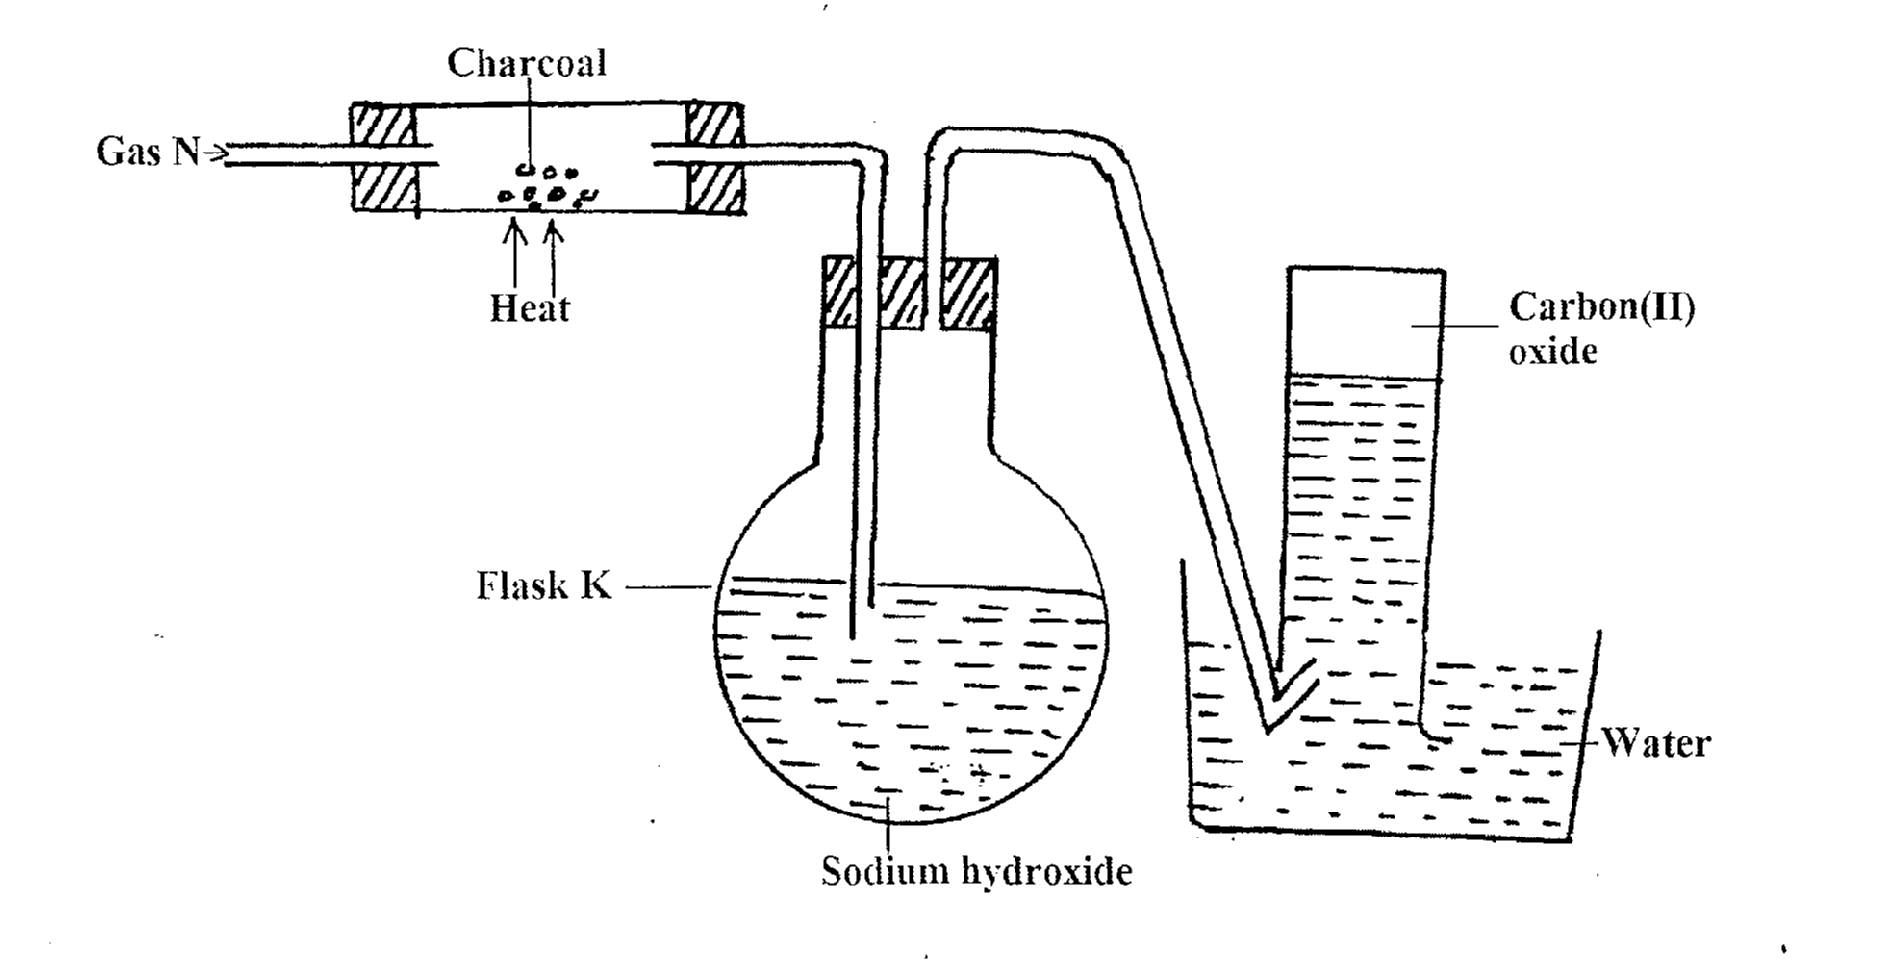 Charcoal
Gas N
Heat
Carbon(II)
oxide
Flask K
Water
Sodium hydroxide